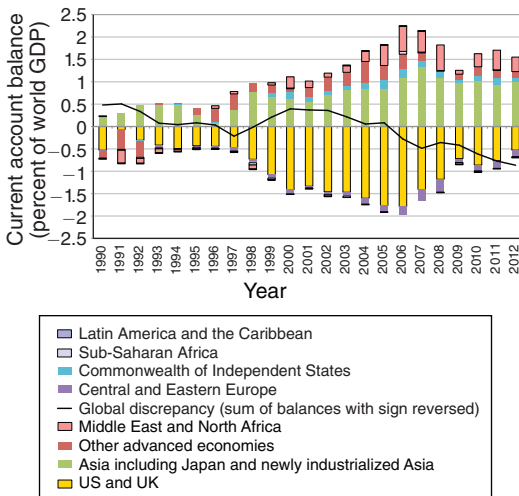 Current account balance
(percent of world GDP)
2.5
2
1.5
1
0.5
0
−0.5
−1
−1.5
−2
−2.5
1990 1991 1992 1993 1994 1995 1996 1997 1998 1999 2000 2001 2002 2003 2004 2005 2006 2007 2008 2009 2010 2011 2012
Year
Latin America and the Caribbean
Sub-Saharan Africa
Commonwealth of Independent States
Central and Eastern Europe
Global discrepancy (sum of balances with sign reversed)
Middle East and North Africa
Other advanced economies
Asia including Japan and newly industrialized Asia
US and UK